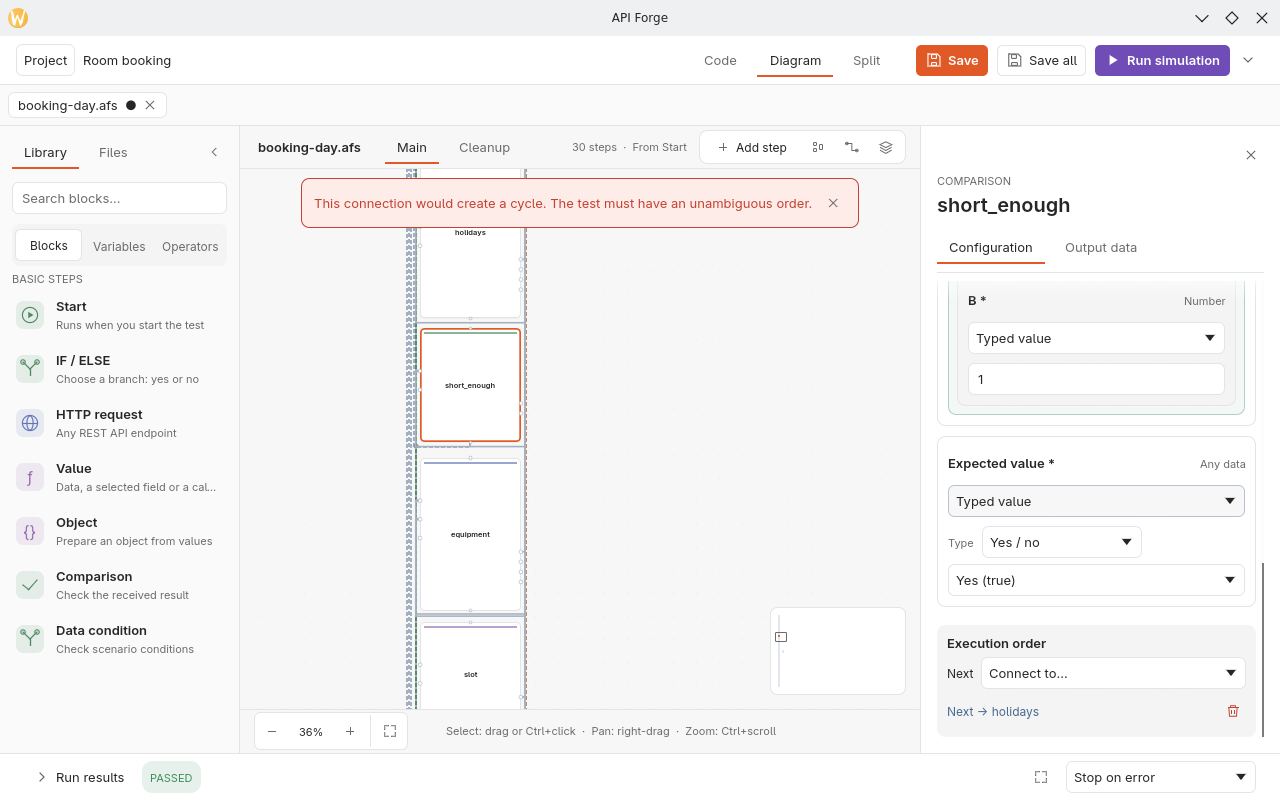 API Forge
Project
Room booking
Code
Diagram
Split
Save
Save all
Run simulation
booking-day.afs
Library
Files
booking-day.afs
Main
Cleanup
30 steps · From Start
Add step
Search blocks...
Blocks
Variables
Operators
BASIC STEPS
Start
Runs when you start the test
IF / ELSE
Choose a branch: yes or no
HTTP request
Any REST API endpoint
Value
Data, a selected field or a cal...
Object
Prepare an object from values
Comparison
Check the received result
Data condition
Check scenario conditions
This connection would create a cycle. The test must have an unambiguous order.
holidays
short_enough
equipment
slot
36%
Select: drag or Ctrl+click · Pan: right-drag · Zoom: Ctrl+scroll
COMPARISON
short_enough
Configuration
Output data
B *
Number
Typed value
1
Expected value *
Any data
Typed value
Type
Yes / no
Yes (true)
Execution order
Next
Connect to...
Next → holidays
Run results
PASSED
Stop on error